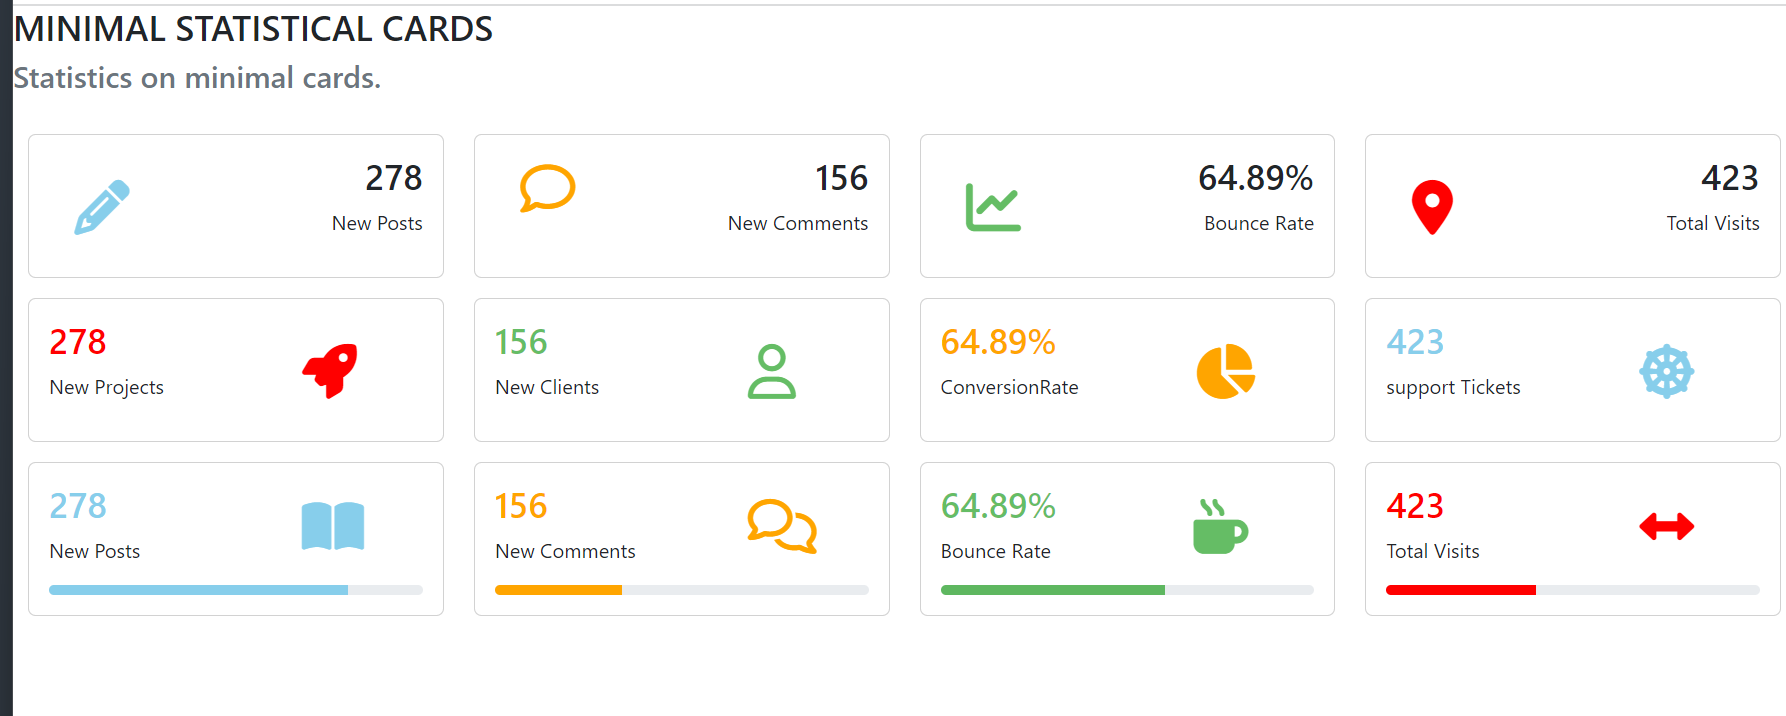 MINIMAL STATISTICAL CARDS
Statistics on minimal cards.
278
New Posts
156
New Comments
64.89%
Bounce Rate
423
Total Visits
278
New Projects
156
New Clients
64.89%
ConversionRate
423
support Tickets
278
New Posts
156
New Comments
64.89%
Bounce Rate
423
Total Visits